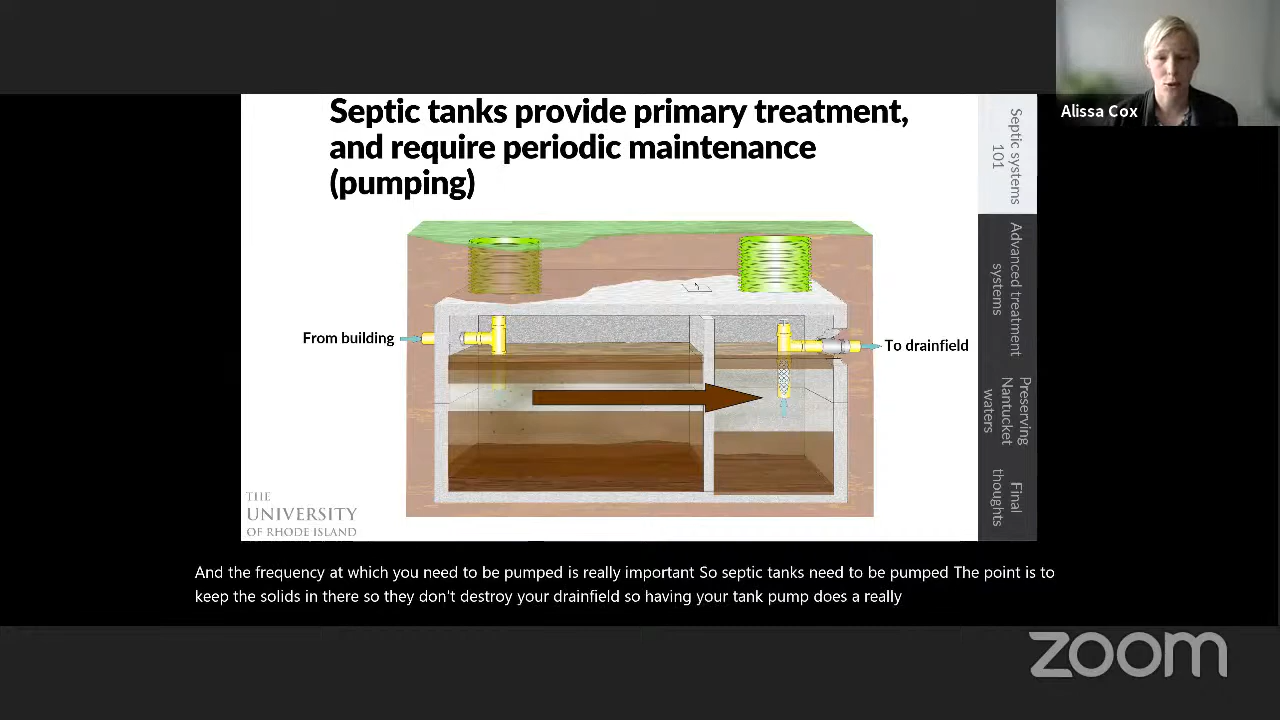 Alissa Cox
Septic tanks provide primary treatment,
and require periodic maintenance
(pumping)
Septic systems
101
Advanced treatment
systems
Preserving
Nantucket
waters
Final
thoughts
From building
To drainfield
THE
UNIVERSITY
OF RHODE ISLAND
And the frequency at which you need to be pumped is really important So septic tanks need to be pumped The point is to
keep the solids in there so they don't destroy your drainfield so having your tank pump does a really
zoom